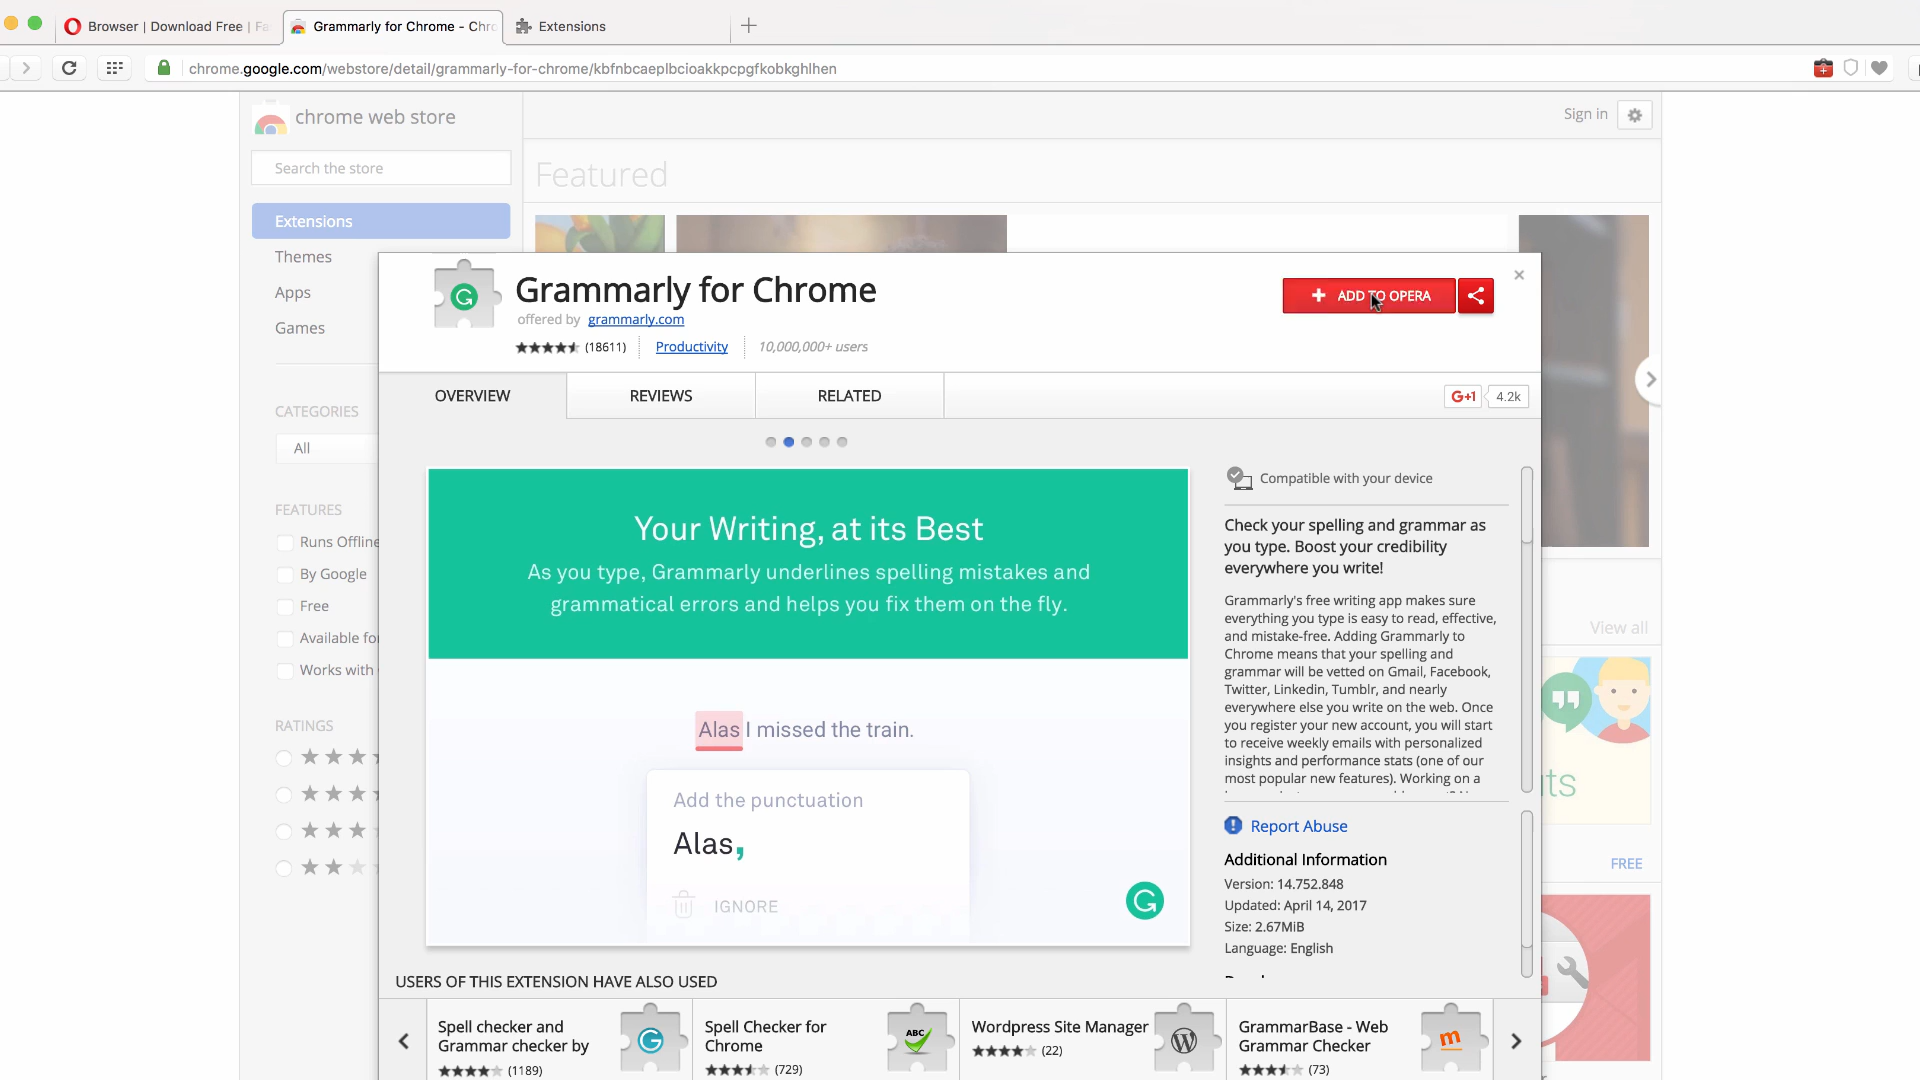 Browser | Download Free | Fa
Grammarly for Chrome - Chro
Extensions
chrome.google.com/webstore/detail/grammarly-for-chrome/kbfnbcaeplbcioakkpcpgfkobkghlhen
chrome web store
Sign in
Search the store
Featured
Extensions
Themes
Apps
Games
CATEGORIES
All
FEATURES
Runs Offline
By Google
Free
Available for
Works with
RATINGS
Grammarly for Chrome
offered by grammarly.com
(18611)
Productivity
10,000,000+ users
ADD TO OPERA
OVERVIEW
REVIEWS
RELATED
G+1
4.2k
Your Writing, at its Best
As you type, Grammarly underlines spelling mistakes and
grammatical errors and helps you fix them on the fly.
Alas I missed the train.
Add the punctuation
Alas,
IGNORE
Compatible with your device
Check your spelling and grammar as
you type. Boost your credibility
everywhere you write!
Grammarly's free writing app makes sure
everything you type is easy to read, effective,
and mistake-free. Adding Grammarly to
Chrome means that your spelling and
grammar will be vetted on Gmail, Facebook,
Twitter, Linkedin, Tumblr, and nearly
everywhere else you write on the web. Once
you register your new account, you will start
to receive weekly emails with personalized
insights and performance stats (one of our
most popular new features). Working on a
Report Abuse
Additional Information
Version: 14.752.848
Updated: April 14, 2017
Size: 2.67MiB
Language: English
View all
ts
FREE
USERS OF THIS EXTENSION HAVE ALSO USED
Spell checker and
Grammar checker by
(1189)
Spell Checker for
Chrome
(729)
ABC
Wordpress Site Manager
(22)
GrammarBase - Web
Grammar Checker
(73)